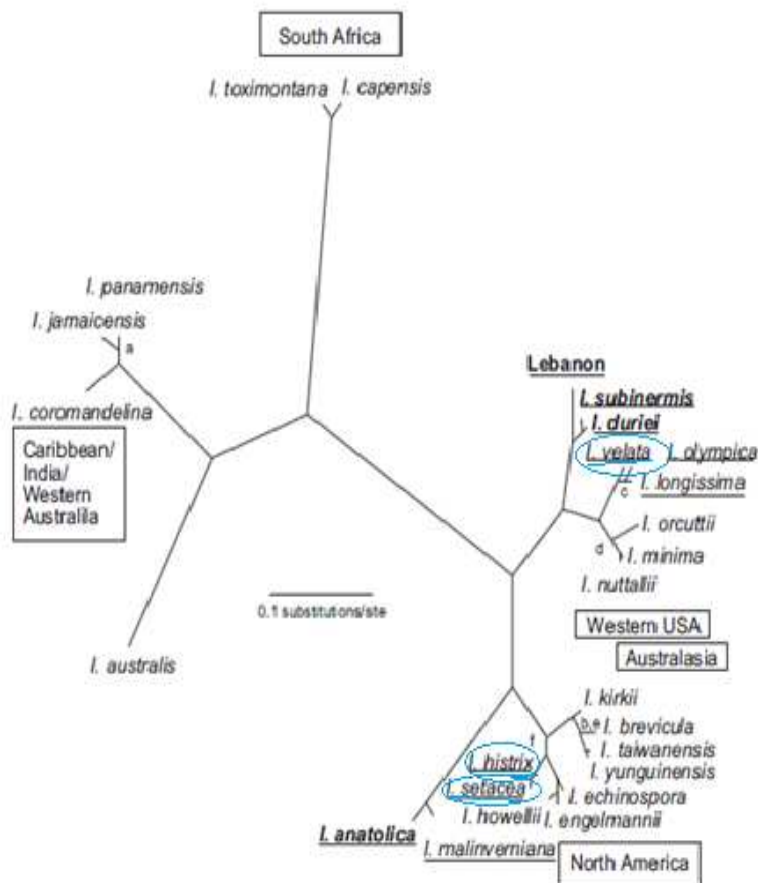 South Africa
I. toximontana I. capensis
I. panamensis
I. jamaicensis
a
I. coromandelina
Caribbean/
India/
Western
Australila
Lebanon
I. subinermis
I. duriei
I. velata I. olympica
I. longissima
c
I. orcuttii
d
I. minima
I. nuttallii
0.1 substitutions/site
Western USA
Australasia
I. australis
I. kirkii
b,e I. brevicula
f
I. taiwanensis
I. histrix
I. yunguinensis
I. setacea
I. echinospora
I. howellii
I. engelmannii
I. anatolica
I. malinverniana
North America